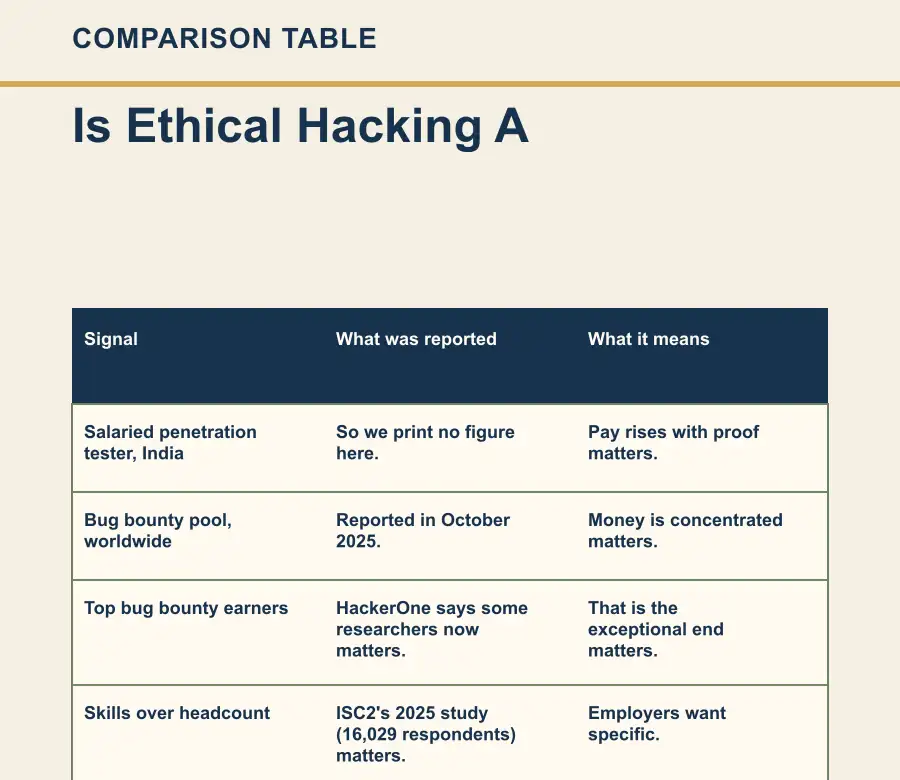 COMPARISON TABLE
Is Ethical Hacking A
Signal
What was reported
What it means
Salaried penetration
tester, India
So we print no figure
here.
Pay rises with proof
matters.
Bug bounty pool,
worldwide
Reported in October
2025.
Money is concentrated
matters.
Top bug bounty earners
HackerOne says some
researchers now
matters.
That is the
exceptional end
matters.
Skills over headcount
ISC2's 2025 study
(16,029 respondents)
matters.
Employers want
specific.